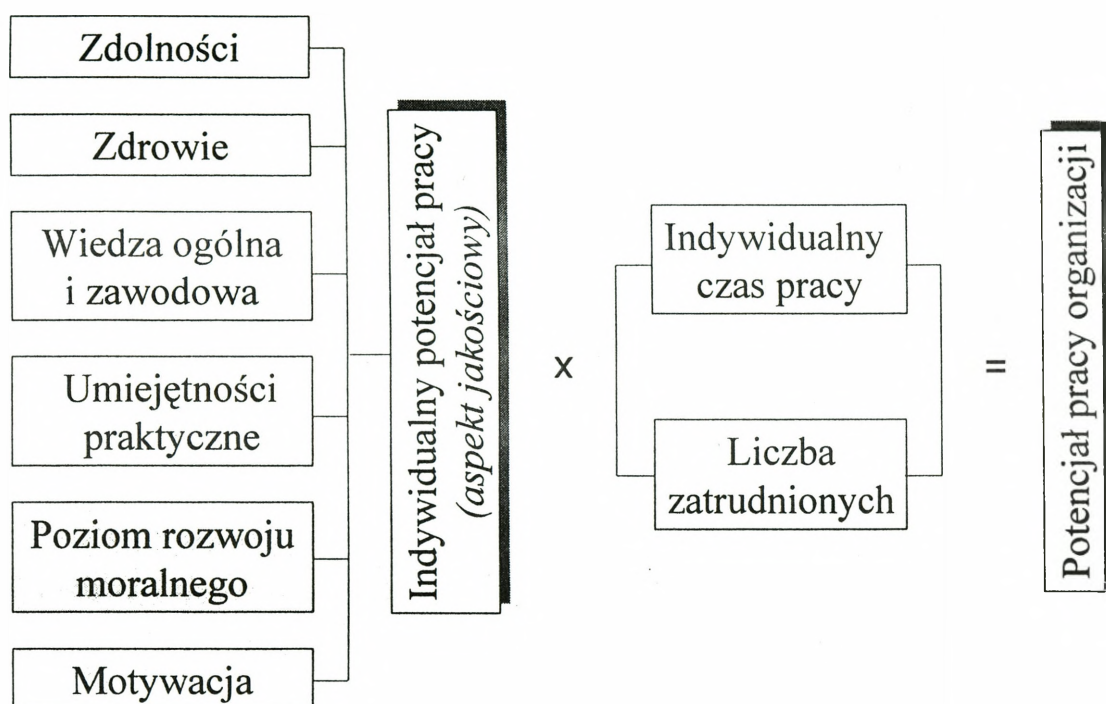 Zdolności
Zdrowie
Wiedza ogólna
i zawodowa
Umiejętności
praktyczne
Poziom rozwoju
moralnego
Motywacja
Indywidualny potencjał pracy
(aspekt jakościowy)
x
Indywidualny
czas pracy
Liczba
zatrudnionych
=
Potencjał pracy organizacji